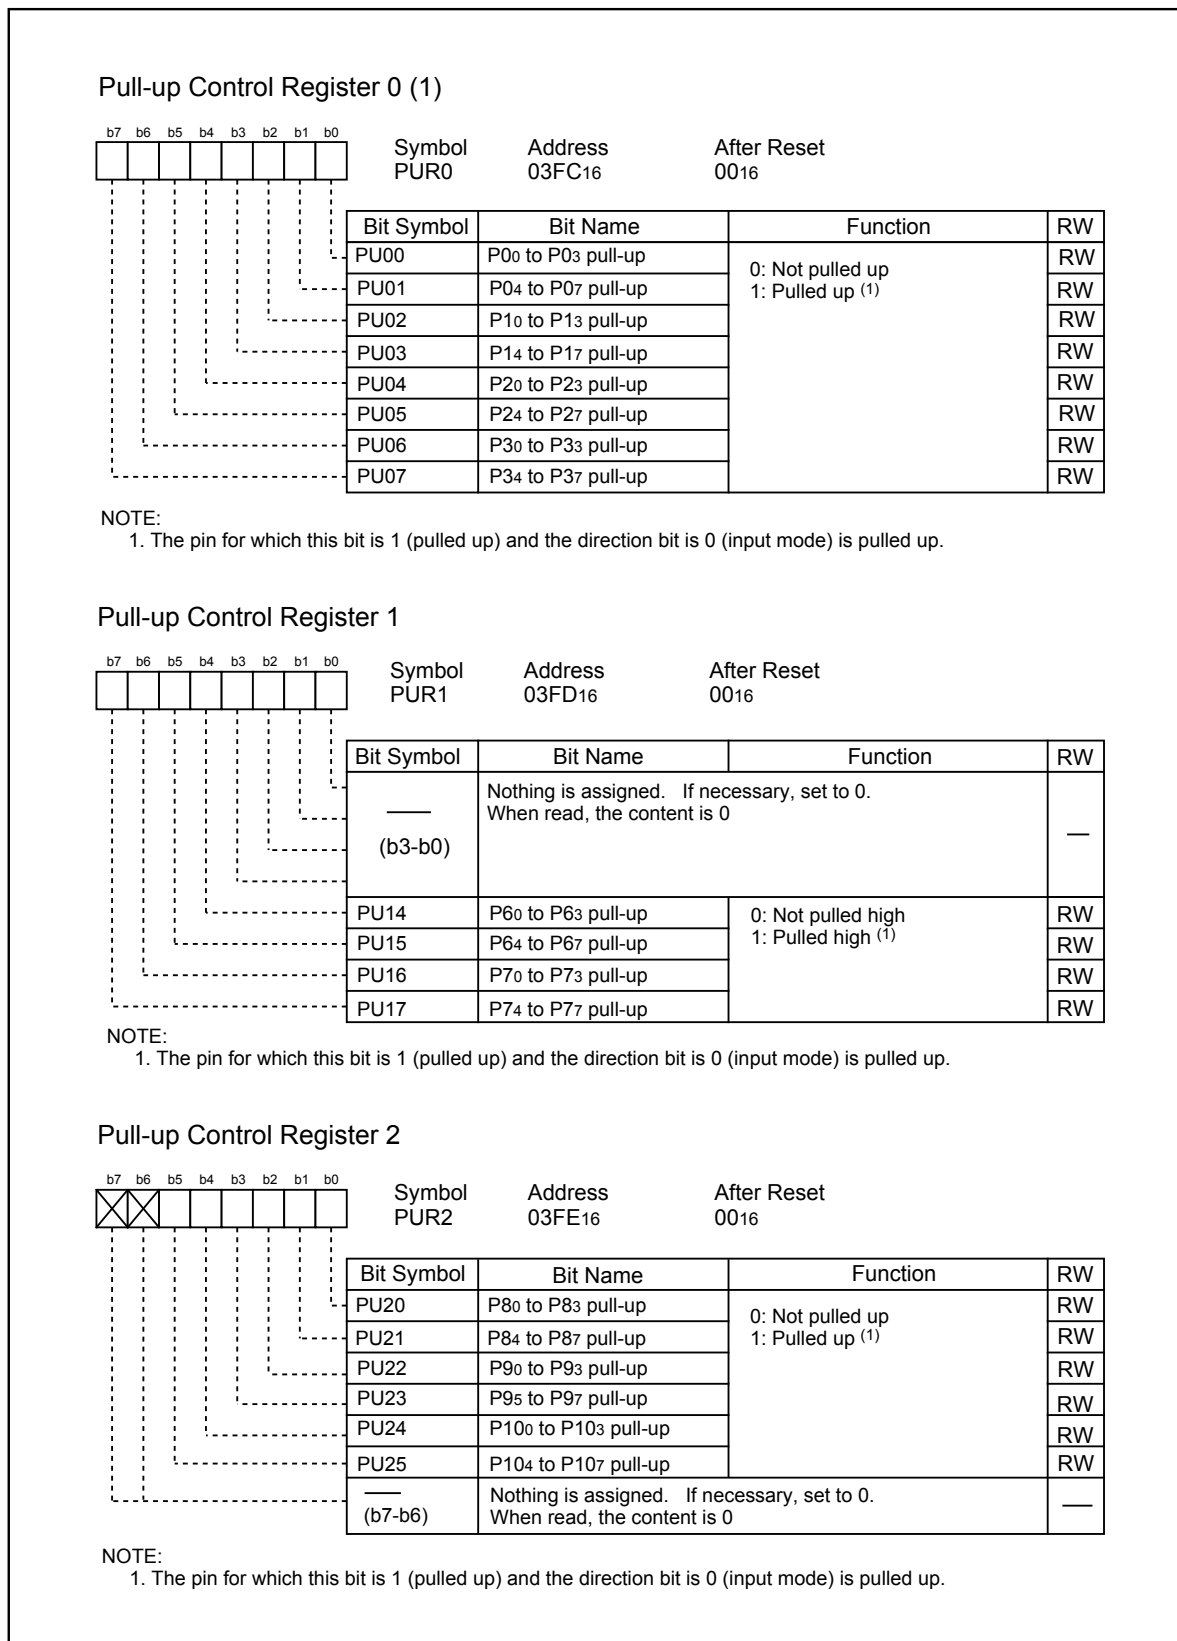 Pull-up Control Register 0 (1)
b7 b6 b5 b4 b3 b2 b1 b0
Symbol Address After Reset
PUR0 03FC16 0016
Bit Symbol Bit Name Function RW
PU00 P00 to P03 pull-up 0: Not pulled up RW
PU01 P04 to P07 pull-up 1: Pulled up (1) RW
PU02 P10 to P13 pull-up RW
PU03 P14 to P17 pull-up RW
PU04 P20 to P23 pull-up RW
PU05 P24 to P27 pull-up RW
PU06 P30 to P33 pull-up RW
PU07 P34 to P37 pull-up RW
NOTE:
1. The pin for which this bit is 1 (pulled up) and the direction bit is 0 (input mode) is pulled up.
Pull-up Control Register 1
b7 b6 b5 b4 b3 b2 b1 b0
Symbol Address After Reset
PUR1 03FD16 0016
Bit Symbol Bit Name Function RW
Nothing is assigned. If necessary, set to 0.
When read, the content is 0
(b3-b0) —
PU14 P60 to P63 pull-up 0: Not pulled high RW
PU15 P64 to P67 pull-up 1: Pulled high (1) RW
PU16 P70 to P73 pull-up RW
PU17 P74 to P77 pull-up RW
NOTE:
1. The pin for which this bit is 1 (pulled up) and the direction bit is 0 (input mode) is pulled up.
Pull-up Control Register 2
b7 b6 b5 b4 b3 b2 b1 b0
Symbol Address After Reset
PUR2 03FE16 0016
Bit Symbol Bit Name Function RW
PU20 P80 to P83 pull-up 0: Not pulled up RW
PU21 P84 to P87 pull-up 1: Pulled up (1) RW
PU22 P90 to P93 pull-up RW
PU23 P95 to P97 pull-up RW
PU24 P100 to P103 pull-up RW
PU25 P104 to P107 pull-up RW
Nothing is assigned. If necessary, set to 0.
(b7-b6) When read, the content is 0 —
NOTE:
1. The pin for which this bit is 1 (pulled up) and the direction bit is 0 (input mode) is pulled up.